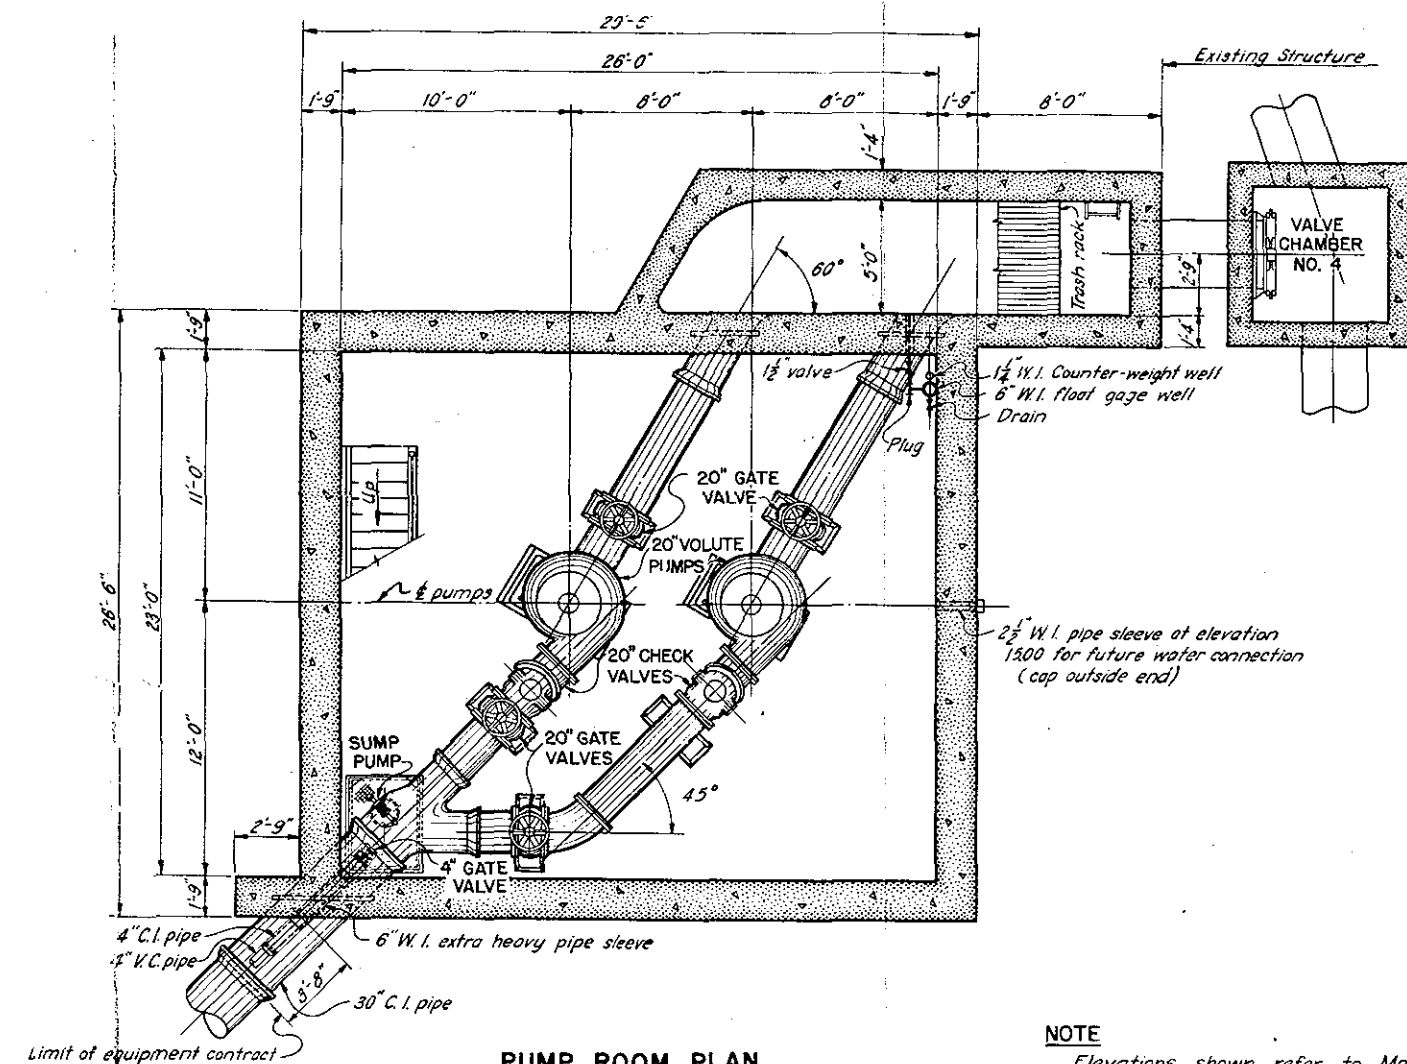 29'-6"
Existing Structure
26'-0"
1'-9"
10'-0"
8'-0"
8'-0"
1'-9"
8'-0"
1'-4"
60°
5'-0"
Trash rack
2'-9"
1'-4"
VALVE
CHAMBER
NO. 4
1'-9"
1½" valve
1¼" W.I. Counter-weight well
6" W.I. float gage well
Drain
Plug
Up
11'-0"
20" GATE
VALVE
20" VOLUTE
PUMPS
℄ pumps
26'-6"
23'-0"
2½" W.I. pipe sleeve at elevation
15.00 for future water connection
(cap outside end)
20" CHECK
VALVES
12'-0"
SUMP
PUMP
20" GATE
VALVES
45°
2'-9"
4" GATE
VALVE
1'-9"
4" C.I. pipe
4" V.C. pipe
6" W.I. extra heavy pipe sleeve
3'-8"
30" C.I. pipe
Limit of equipment contract
PUMP ROOM PLAN
NOTE
Elevations shown refer to